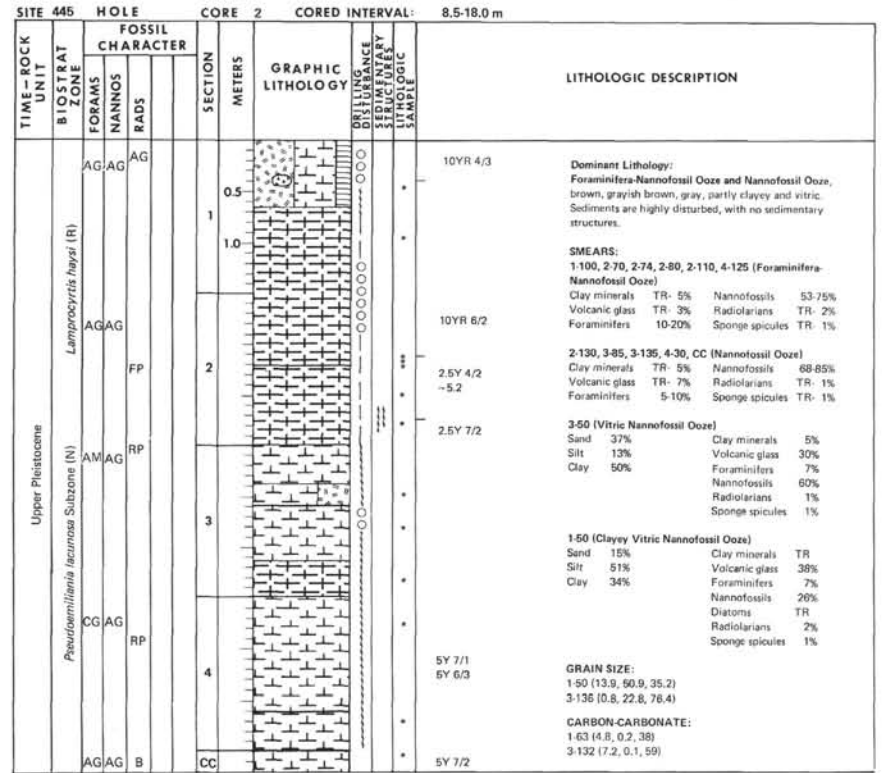 SITE 445 HOLE CORE 2 CORED INTERVAL: 8.5-18.0 m
TIME-ROCK UNIT
BIOSTRAT ZONE
FOSSIL CHARACTER
FORAMS
NANNOS
RADS
SECTION
METERS
GRAPHIC LITHOLOGY
DRILLING DISTURBANCE
SEDIMENTARY STRUCTURES
LITHOLOGIC SAMPLE
LITHOLOGIC DESCRIPTION
Upper Pleistocene
Lamprocyrtis haysi (R)
Pseudoemiliania lacunosa Subzone (N)
AG AG AG
AG AG
FP
AM AG RP
CG AG
RP
AG AG B
0.5
1
1.0
2
3
4
CC
10YR 4/3
10YR 6/2
2.5Y 4/2
~5.2
2.5Y 7/2
5Y 7/1
5Y 6/3
5Y 7/2
Dominant Lithology:
Foraminifera-Nannofossil Ooze and Nannofossil Ooze,
brown, grayish brown, gray, partly clayey and vitric.
Sediments are highly disturbed, with no sedimentary
structures.
SMEARS:
1-100, 2-70, 2-74, 2-80, 2-110, 4-125 (Foraminifera-
Nannofossil Ooze)
Clay minerals TR- 5% Nannofossils 53-75%
Volcanic glass TR- 3% Radiolarians TR- 2%
Foraminifers 10-20% Sponge spicules TR- 1%
2-130, 3-85, 3-135, 4-30, CC (Nannofossil Ooze)
Clay minerals TR- 5% Nannofossils 68-85%
Volcanic glass TR- 7% Radiolarians TR- 1%
Foraminifers 5-10% Sponge spicules TR- 1%
3-50 (Vitric Nannofossil Ooze)
Sand 37% Clay minerals 5%
Silt 13% Volcanic glass 30%
Clay 50% Foraminifers 7%
Nannofossils 60%
Radiolarians 1%
Sponge spicules 1%
1-50 (Clayey Vitric Nannofossil Ooze)
Sand 15% Clay minerals TR
Silt 51% Volcanic glass 38%
Clay 34% Foraminifers 7%
Nannofossils 26%
Diatoms TR
Radiolarians 2%
Sponge spicules 1%
GRAIN SIZE:
1-50 (13.9, 50.9, 35.2)
3-136 (0.8, 22.8, 76.4)
CARBON-CARBONATE:
1-63 (4.8, 0.2, 38)
3-132 (7.2, 0.1, 59)